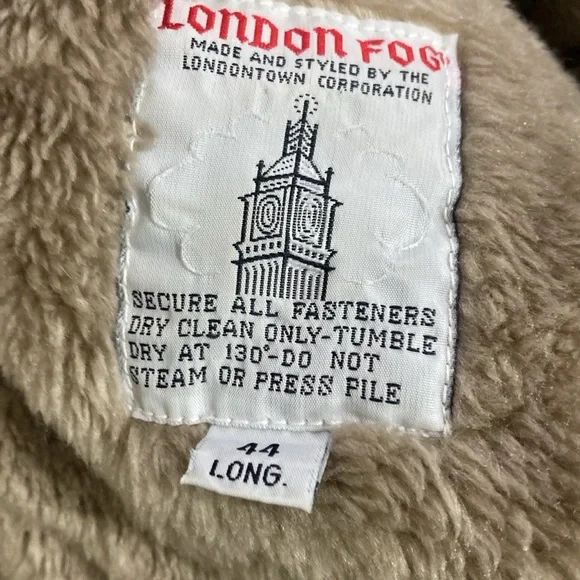 LONDON FOG
MADE AND STYLED BY THE
LONDONTOWN CORPORATION
SECURE ALL FASTENERS
DRY CLEAN ONLY-TUMBLE
DRY AT 130°-DO NOT
STEAM OR PRESS PILE
44
LONG.